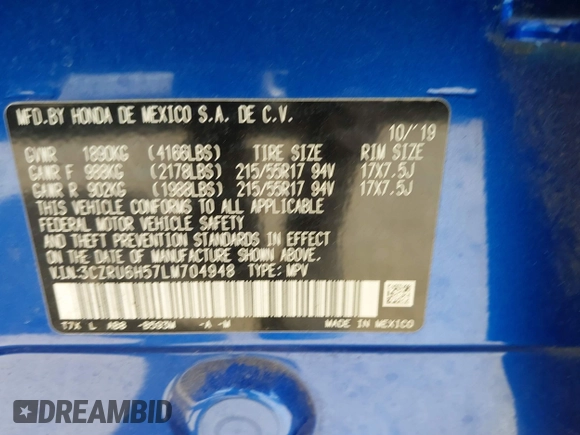 MFD.BY HONDA DE MEXICO S.A. DE C.V.
10/'19
GVWR 1890KG (4166LBS) TIRE SIZE RIM SIZE
GAWR F 988KG (2178LBS) 215/55R17 94V 17X7.5J
GAWR R 902KG (1988LBS) 215/55R17 94V 17X7.5J
THIS VEHICLE CONFORMS TO ALL APPLICABLE
FEDERAL MOTOR VEHICLE SAFETY
AND THEFT PREVENTION STANDARDS IN EFFECT
ON THE DATE OF MANUFACTURE SHOWN ABOVE.
V.I.N.3CZRU6H57LM704948 TYPE: MPV
T7X L ABB -B593M -A -M MADE IN MEXICO
DREAMBID